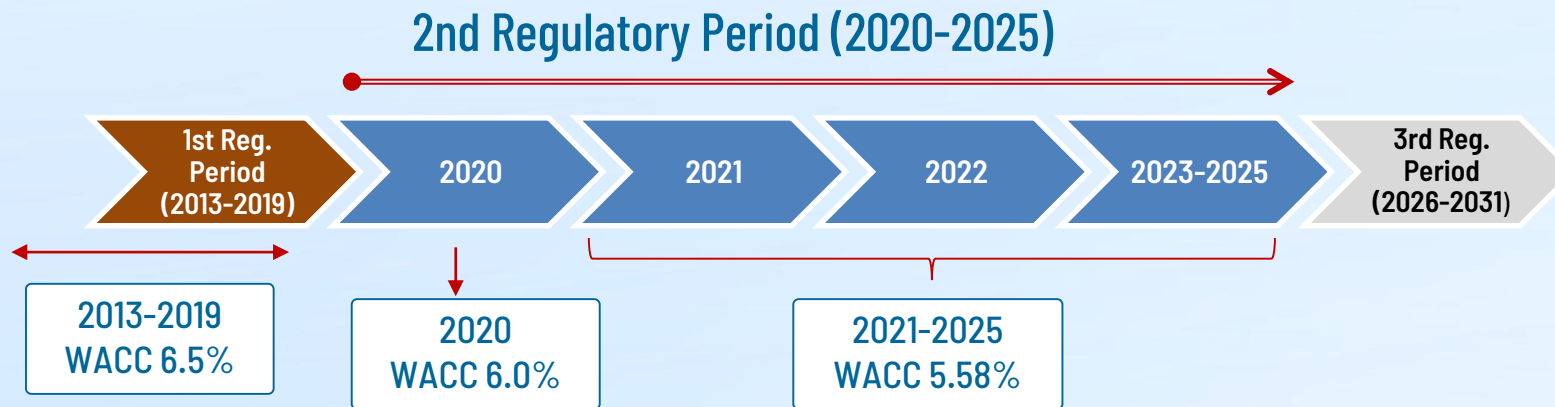 2nd Regulatory Period (2020-2025)
1st Reg.
Period
(2013-2019)
2020
2021
2022
2023-2025
3rd Reg.
Period
(2026-2031)
2013-2019
WACC 6.5%
2020
WACC 6.0%
2021-2025
WACC 5.58%